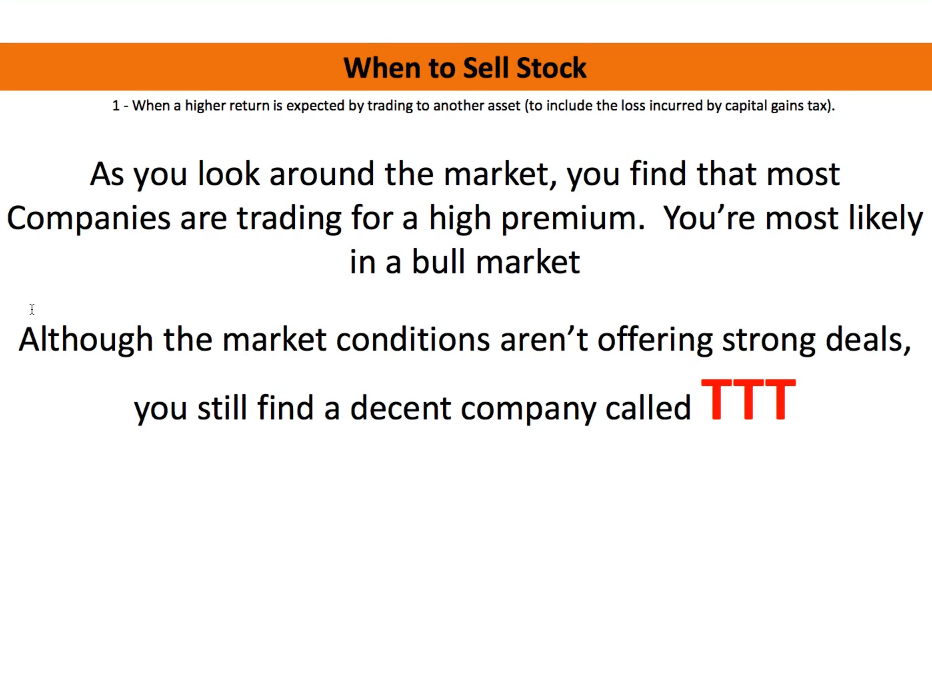 When to Sell Stock
1 - When a higher return is expected by trading to another asset (to include the loss incurred by capital gains tax).
As you look around the market, you find that most
Companies are trading for a high premium.  You’re most likely
in a bull market
Although the market conditions aren’t offering strong deals,
you still find a decent company called TTT